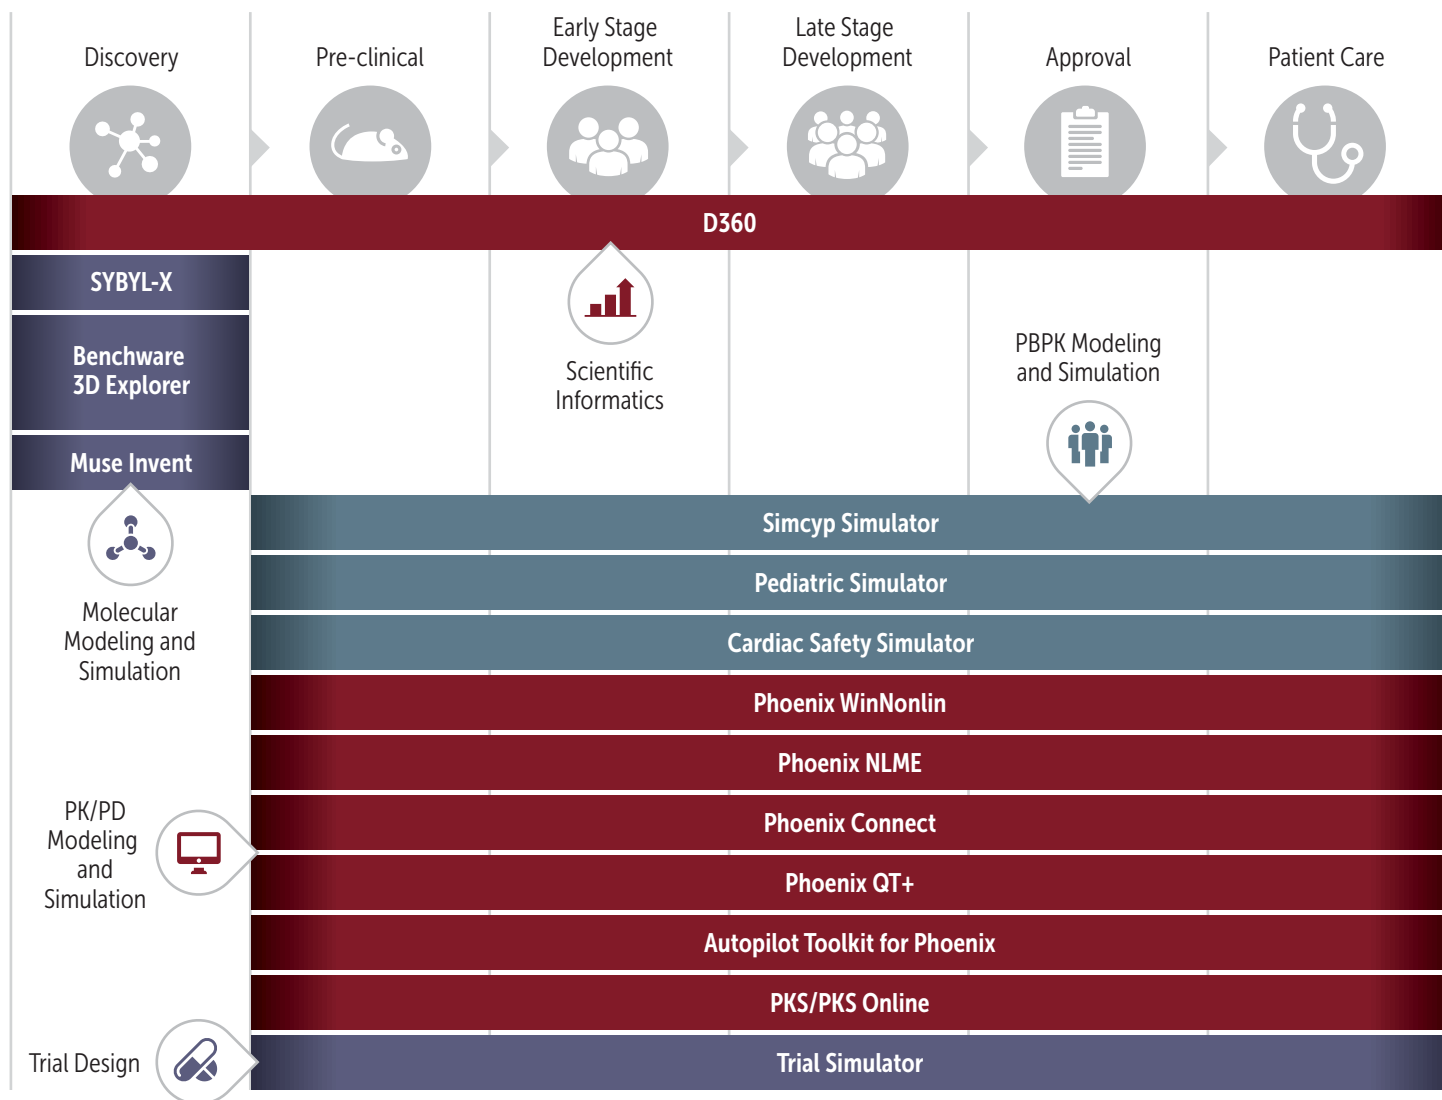 Discovery
Pre-clinical
Early Stage
Development
Late Stage
Development
Approval
Patient Care
D360
SYBYL-X
Benchware
3D Explorer
Muse Invent
Scientific
Informatics
PBPK Modeling
and Simulation
Molecular
Modeling and
Simulation
Simcyp Simulator
Pediatric Simulator
Cardiac Safety Simulator
Phoenix WinNonlin
Phoenix NLME
Phoenix Connect
PK/PD
Modeling
and
Simulation
Phoenix QT+
Autopilot Toolkit for Phoenix
PKS/PKS Online
Trial Design
Trial Simulator